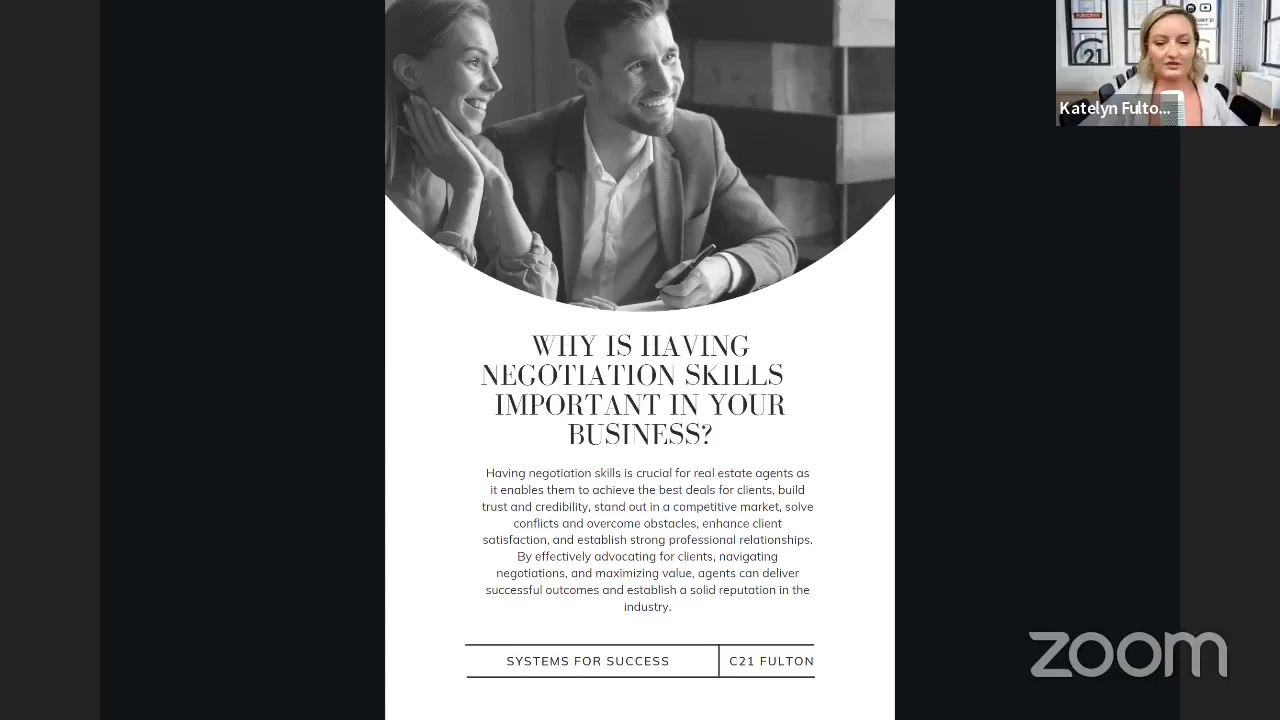 21
Katelyn Fulto...
WHY IS HAVING
NEGOTIATION SKILLS
IMPORTANT IN YOUR
BUSINESS?
Having negotiation skills is crucial for real estate agents as
it enables them to achieve the best deals for clients, build
trust and credibility, stand out in a competitive market, solve
conflicts and overcome obstacles, enhance client
satisfaction, and establish strong professional relationships.
By effectively advocating for clients, navigating
negotiations, and maximizing value, agents can deliver
successful outcomes and establish a solid reputation in the
industry.
SYSTEMS FOR SUCCESS
C21 FULTON
zoom